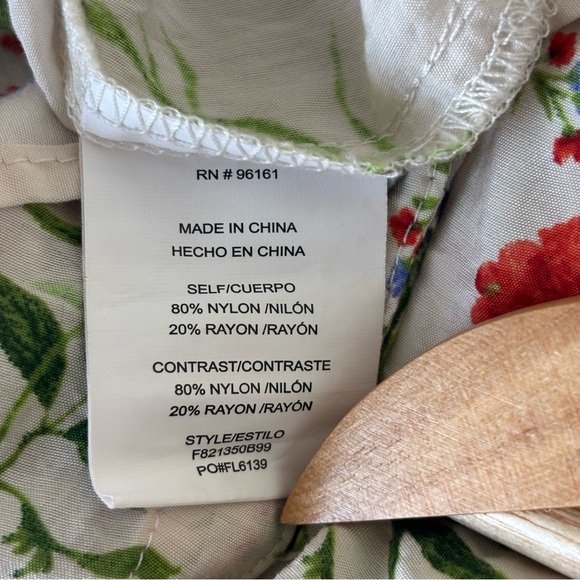 RN # 96161
MADE IN CHINA
HECHO EN CHINA
SELF/CUERPO
80% NYLON /NILÓN
20% RAYON /RAYÓN
CONTRAST/CONTRASTE
80% NYLON /NILÓN
20% RAYON /RAYÓN
STYLE/ESTILO
F821350B99
PO#FL6139